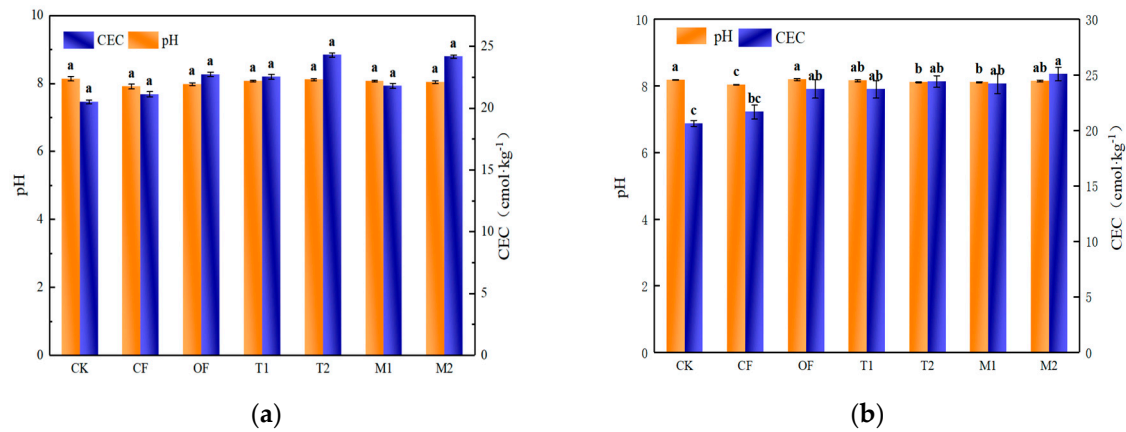 10
8
6
4
2
0
pH
CEC pH
a a a a a a a
a a a a a a a
25
20
15
10
5
0
CEC（cmol·kg⁻¹）
CK CF OF T1 T2 M1 M2
(a)
10
8
6
4
2
0
pH
pH CEC
a c a ab b b ab
c bc ab ab ab ab a
30
25
20
15
10
5
0
CEC（cmol·kg⁻¹）
CK CF OF T1 T2 M1 M2
(b)